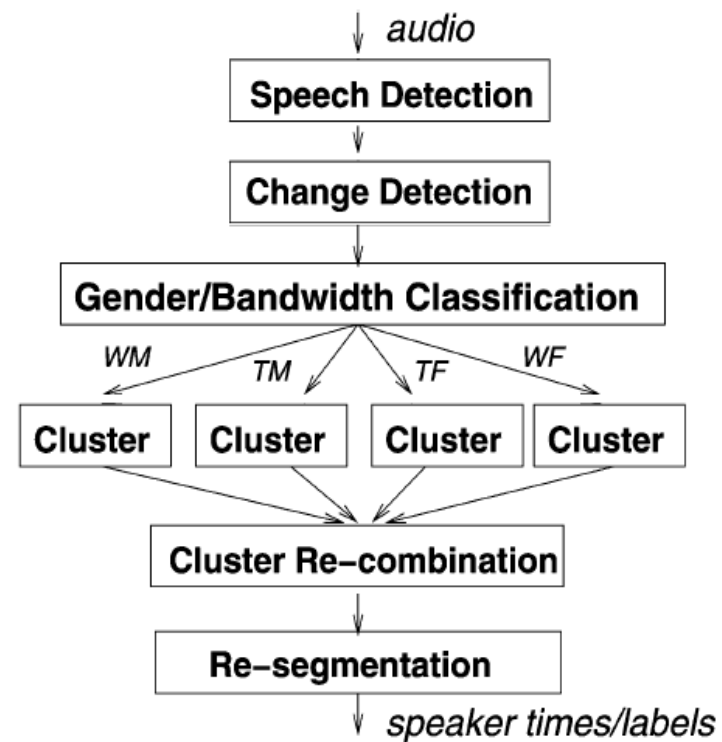 audio
Speech Detection
Change Detection
Gender/Bandwidth Classification
WM TM TF WF
Cluster Cluster Cluster Cluster
Cluster Re−combination
Re−segmentation
speaker times/labels